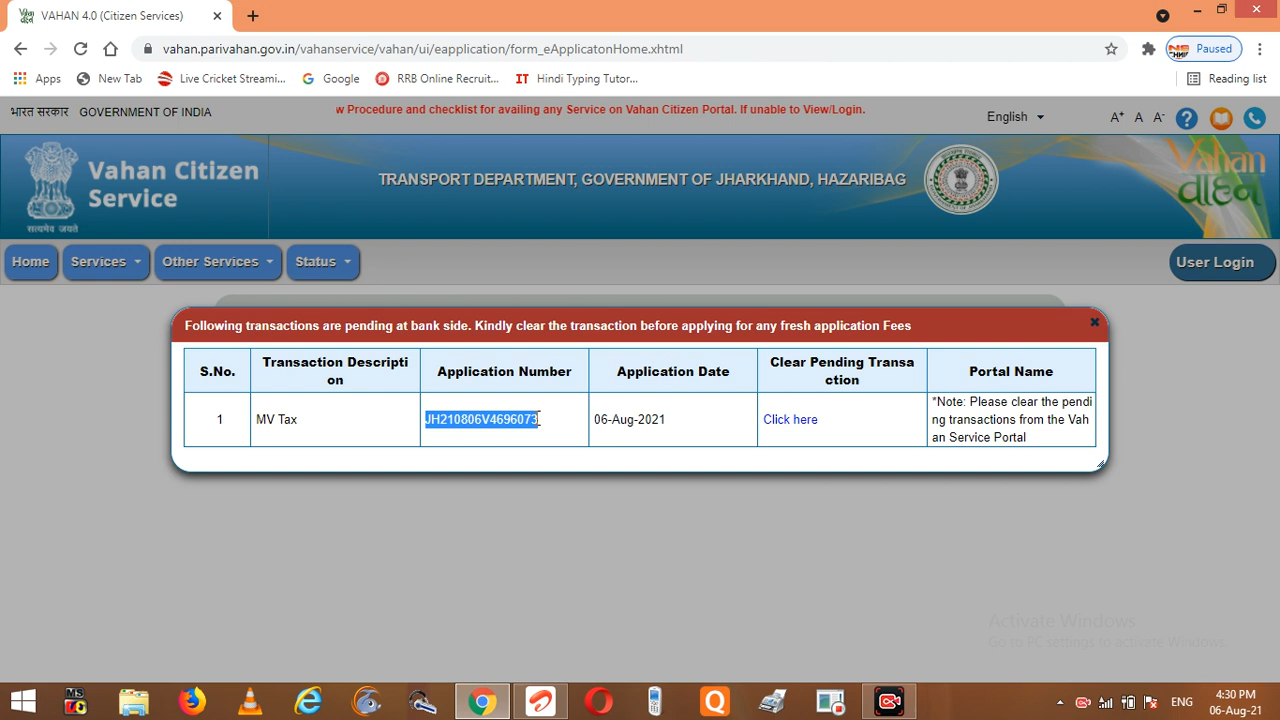 VAHAN 4.0 (Citizen Services)
vahan.parivahan.gov.in/vahanservice/vahan/ui/eapplication/form_eApplicatonHome.xhtml
Paused
Apps New Tab Live Cricket Streami... Google RRB Online Recruit... IT Hindi Typing Tutor... Reading list
भारत सरकार GOVERNMENT OF INDIA w Procedure and checklist for availing any Service on Vahan Citizen Portal. If unable to View/Login. English A+ A A- ?
Vahan Citizen
Service
सत्यमेव जयते
TRANSPORT DEPARTMENT, GOVERNMENT OF JHARKHAND, HAZARIBAG
Vahan
वाहन
Home Services Other Services Status User Login
Following transactions are pending at bank side. Kindly clear the transaction before applying for any fresh application Fees
S.No. Transaction Descripti
on Application Number Application Date Clear Pending Transa
ction Portal Name
1 MV Tax JH210806V4696073 06-Aug-2021 Click here *Note: Please clear the pendi
ng transactions from the Vah
an Service Portal
Activate Windows
Go to PC settings to activate Windows.
MS
Q
ENG
4:30 PM
06-Aug-21